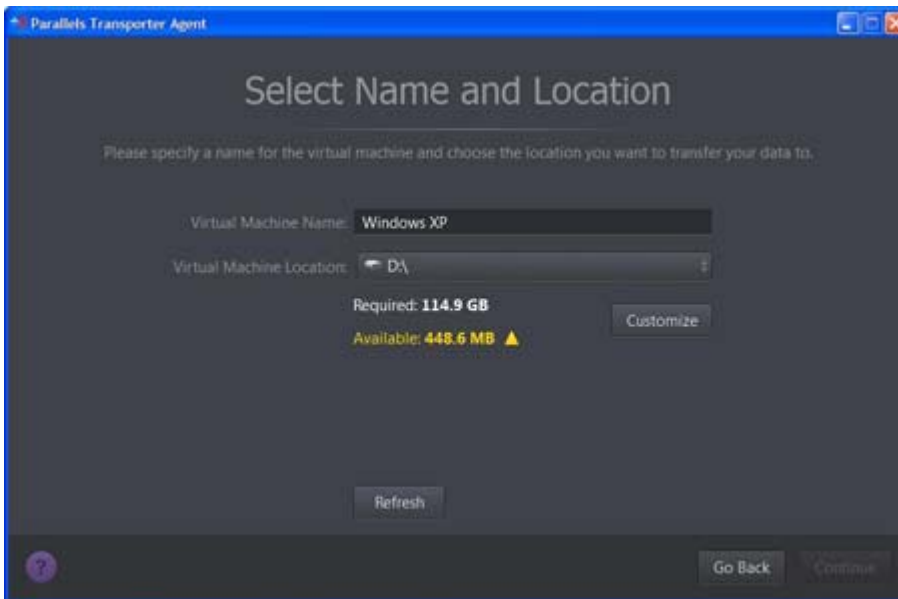 Parallels Transporter Agent
Select Name and Location
Please specify a name for the virtual machine and choose the location you want to transfer your data to.
Virtual Machine Name: Windows XP
Virtual Machine Location: D:\
Required: 114.9 GB
Customize
Available: 448.6 MB
Refresh
?
Go Back Continue